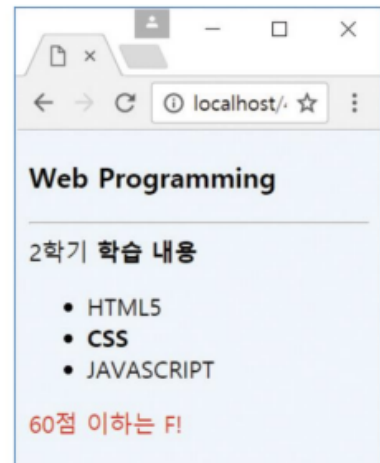 localhost/
Web Programming
2학기 학습 내용
HTML5
CSS
JAVASCRIPT
60점 이하는 F!